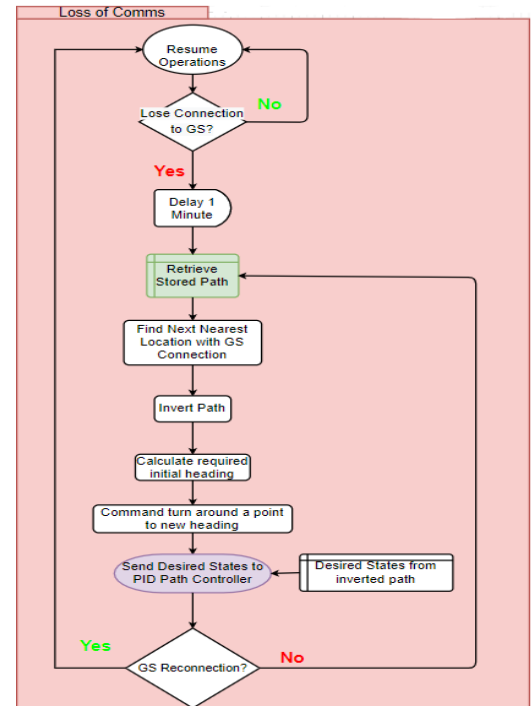 Loss of Comms
Resume
Operations
Lose Connection
to GS?
No
Yes
Delay 1
Minute
Retrieve
Stored Path
Find Next Nearest
Location with GS
Connection
Invert Path
Calculate required
initial heading
Command turn around a point
to new heading
Send Desired States to
PID Path Controller
Desired States from
inverted path
Yes
GS Reconnection?
No